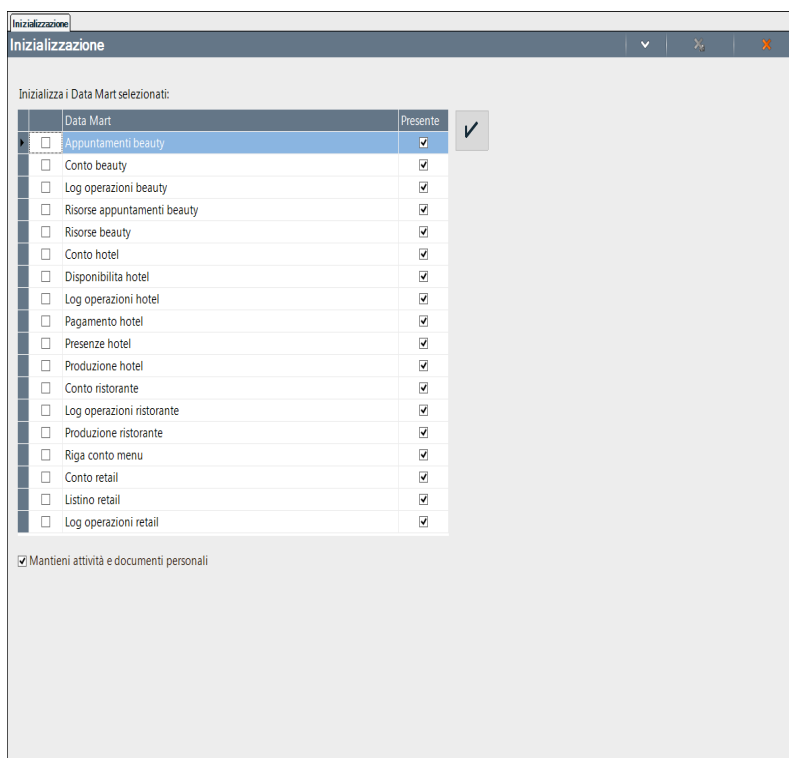 Inizializzazione
Inizializzazione
Inizializza i Data Mart selezionati:
Data Mart Presente
Appuntamenti beauty
Conto beauty
Log operazioni beauty
Risorse appuntamenti beauty
Risorse beauty
Conto hotel
Disponibilita hotel
Log operazioni hotel
Pagamento hotel
Presenze hotel
Produzione hotel
Conto ristorante
Log operazioni ristorante
Produzione ristorante
Riga conto menu
Conto retail
Listino retail
Log operazioni retail
Mantieni attività e documenti personali